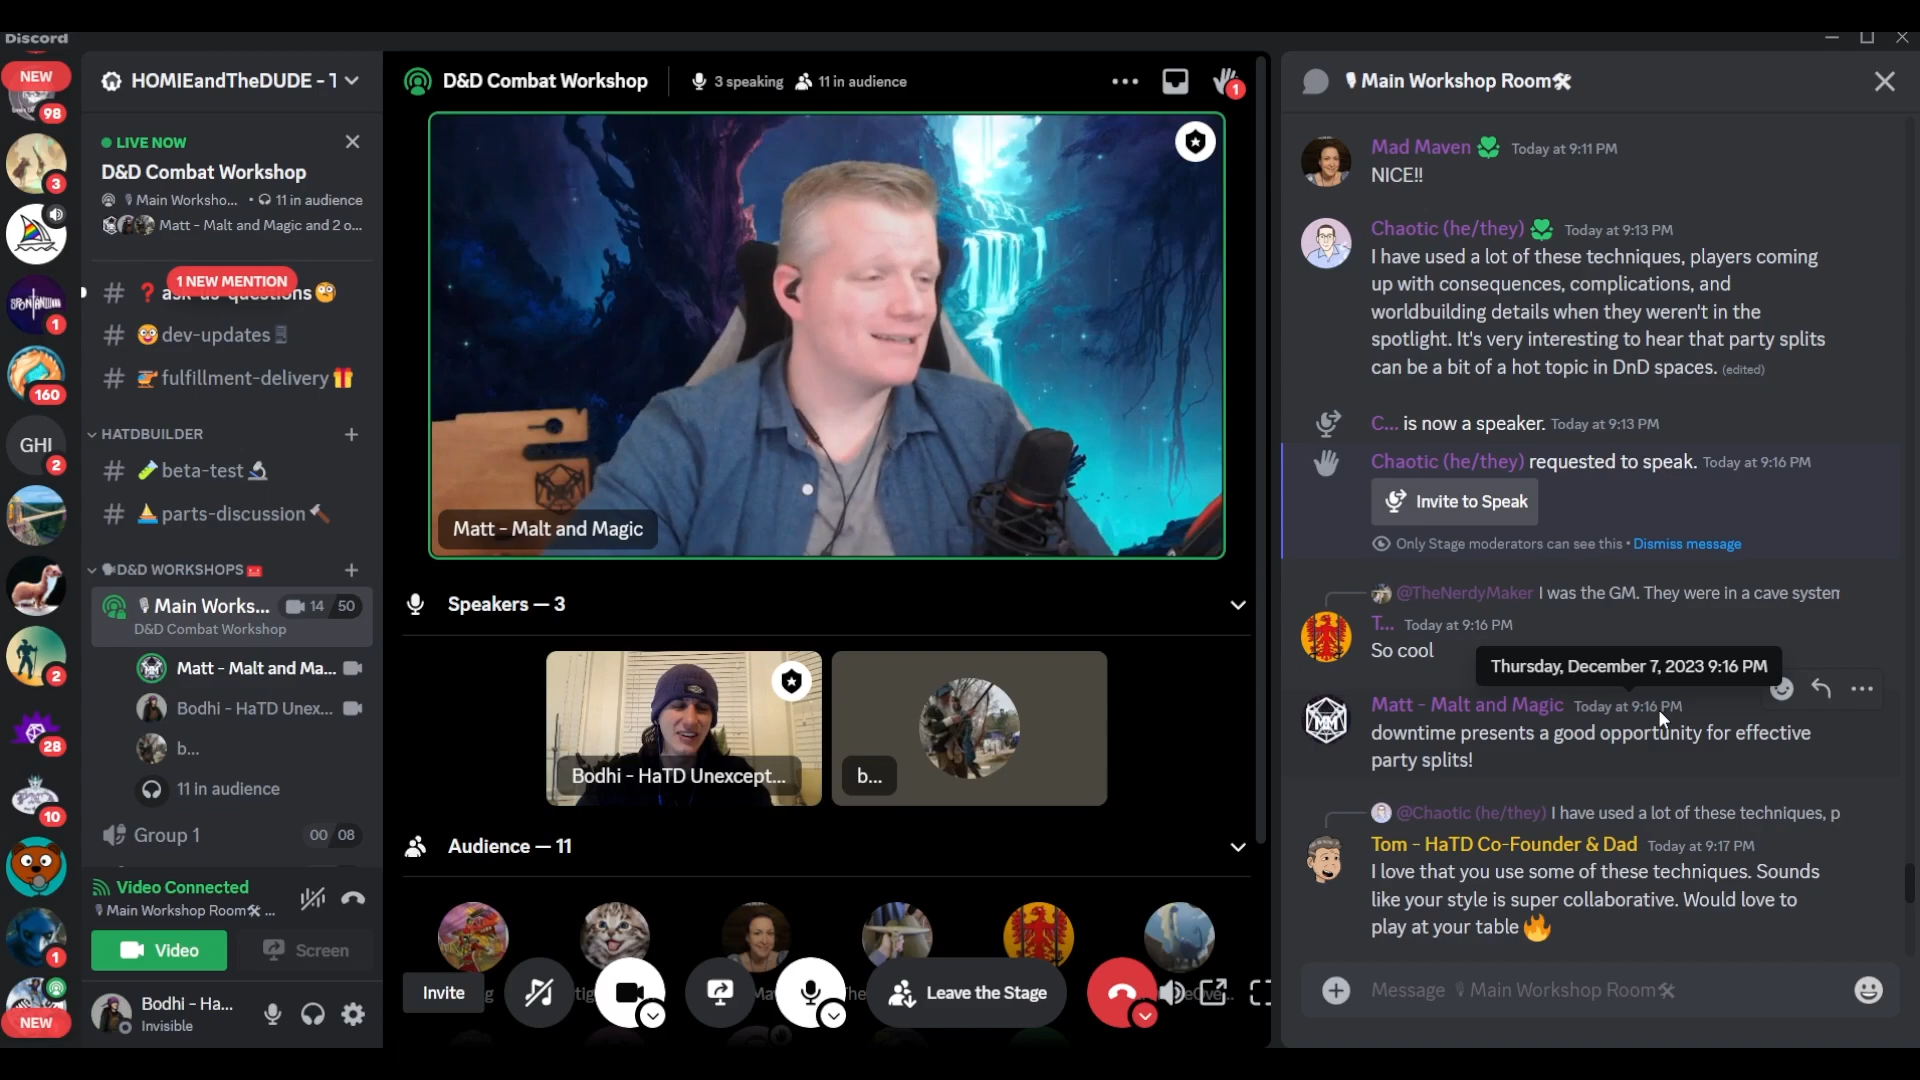 Discord
NEW
98
3
1
160
GHI
2
2
28
10
1
NEW
HOMIEandTheDUDE - T
LIVE NOW
D&D Combat Workshop
Main Worksho... • 11 in audience
Matt - Malt and Magic and 2 o...
1 NEW MENTION
# ❓ ask-us-questions🧐
# dev-updates
# fulfillment-delivery🎁
HATDBUILDER
# 🧪beta-test🔬
# ⛵parts-discussion🔨
D&D WORKSHOPS
🎙Main Works... 14 50
D&D Combat Workshop
Matt - Malt and Ma...
Bodhi - HaTD Unex...
b...
11 in audience
Group 1 00 08
Video Connected
🎙Main Workshop Room🛠 ...
Video
Screen
Bodhi - Ha...
Invisible
D&D Combat Workshop
3 speaking 11 in audience
1
Matt - Malt and Magic
Speakers — 3
Bodhi - HaTD Unexcept...
b...
Audience — 11
Invite
Leave the Stage
🎙Main Workshop Room🛠
Mad Maven Today at 9:11 PM
NICE!!
Chaotic (he/they) Today at 9:13 PM
I have used a lot of these techniques, players coming
up with consequences, complications, and
worldbuilding details when they weren't in the
spotlight. It's very interesting to hear that party splits
can be a bit of a hot topic in DnD spaces. (edited)
C... is now a speaker. Today at 9:13 PM
Chaotic (he/they) requested to speak. Today at 9:16 PM
Invite to Speak
Only Stage moderators can see this • Dismiss message
@TheNerdyMaker I was the GM. They were in a cave system
T... Today at 9:16 PM
So cool
Thursday, December 7, 2023 9:16 PM
Matt - Malt and Magic Today at 9:16 PM
downtime presents a good opportunity for effective
party splits!
@Chaotic (he/they) I have used a lot of these techniques, p
Tom - HaTD Co-Founder & Dad Today at 9:17 PM
I love that you use some of these techniques. Sounds
like your style is super collaborative. Would love to
play at your table🔥
Message 🎙Main Workshop Room🛠